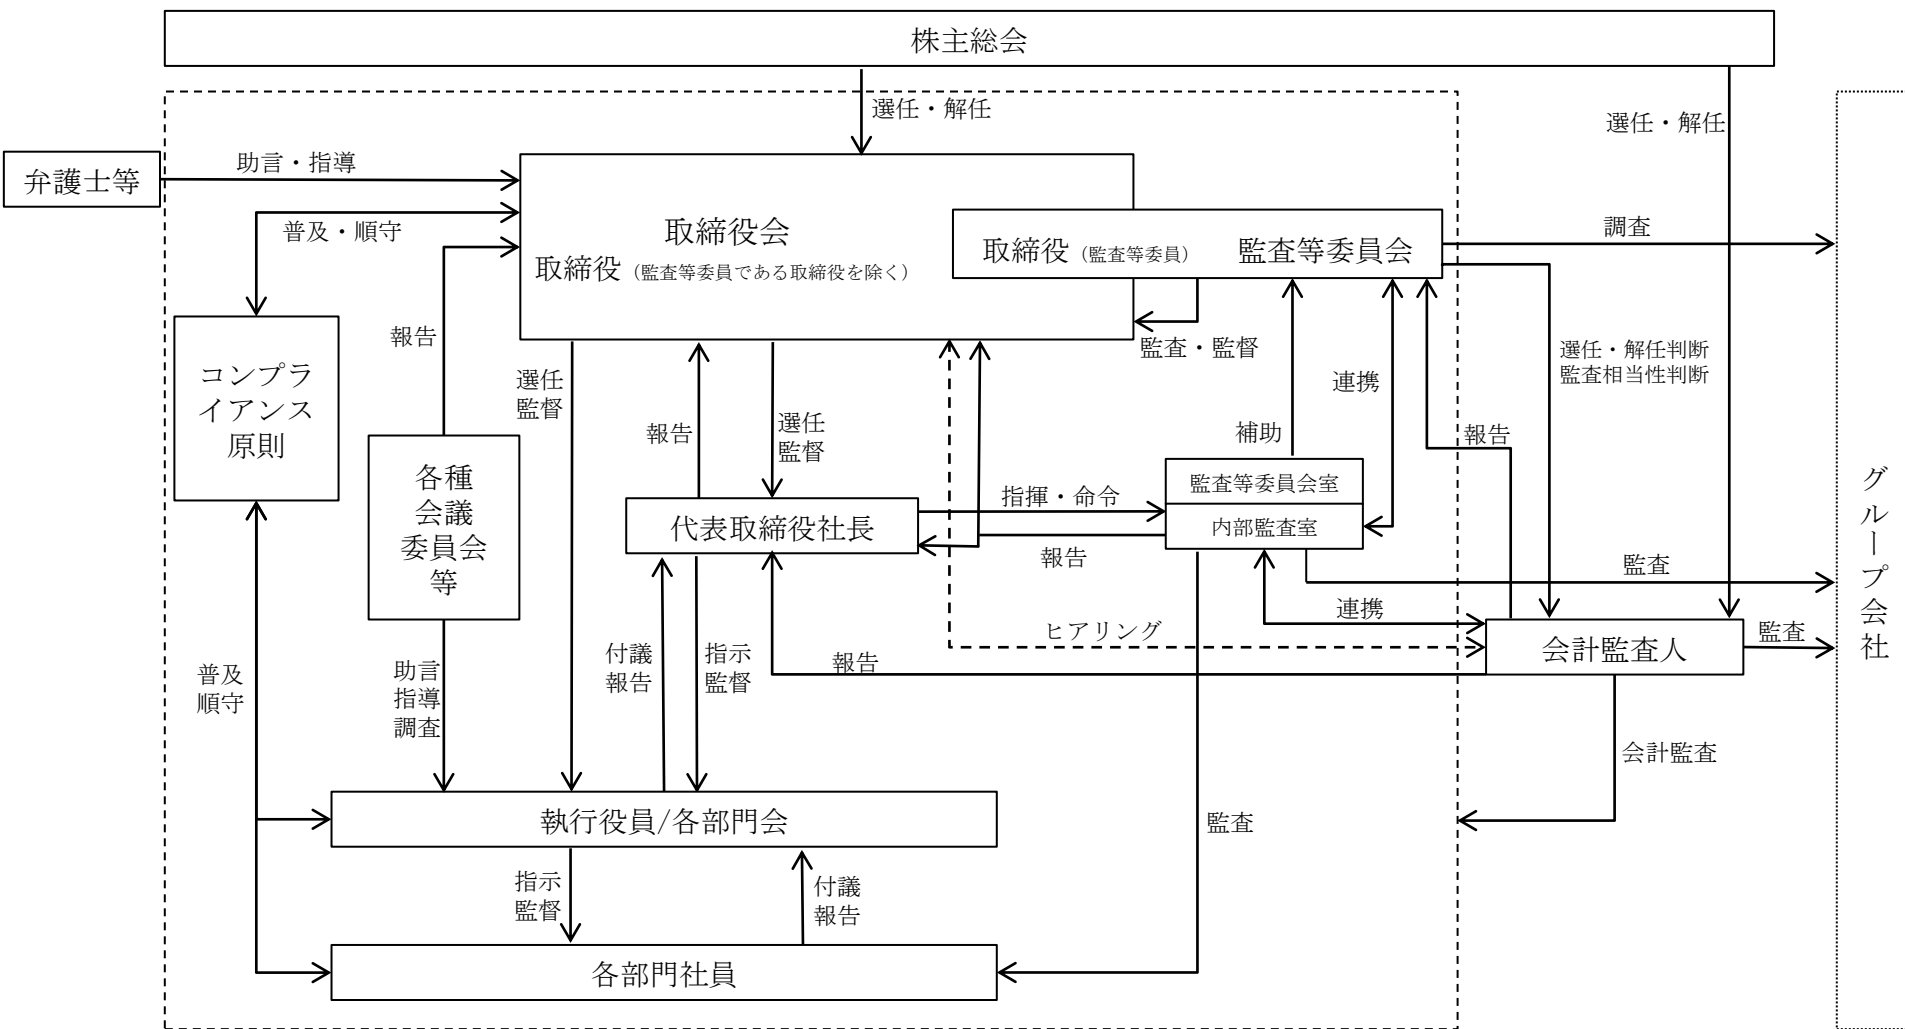 株主総会
選任・解任
選任・解任
弁護士等
助言・指導
普及・順守
取締役会
取締役（監査等委員である取締役を除く）
取締役（監査等委員）
監査等委員会
調査
報告
監査・監督
選任・解任判断
監査相当性判断
コンプラ
イアンス
原則
選任
監督
報告
選任
監督
連携
補助
報告
各種
会議
委員会
等
監査等委員会室
内部監査室
指揮・命令
代表取締役社長
報告
監査
グループ会社
連携
ヒアリング
会計監査人
監査
普及
順守
助言
指導
調査
付議
報告
指示
監督
報告
会計監査
執行役員/各部門会
監査
指示
監督
付議
報告
各部門社員